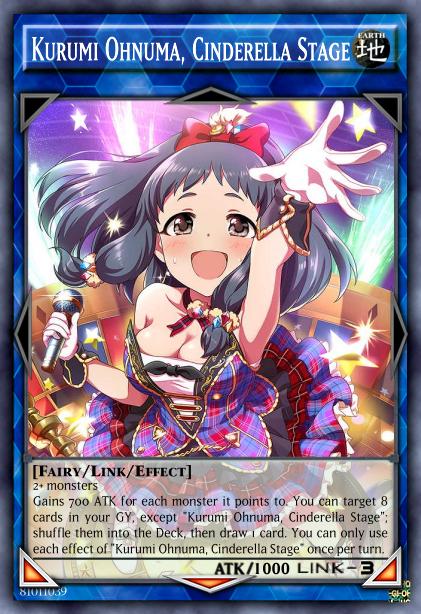 Kurumi Ohnuma, Cinderella Stage
EARTH
地
[Fairy/Link/Effect]
2+ monsters
Gains 700 ATK for each monster it points to. You can target 8
cards in your GY, except "Kurumi Ohnuma, Cinderella Stage";
shuffle them into the Deck, then draw 1 card. You can only use
each effect of "Kurumi Ohnuma, Cinderella Stage" once per turn.
ATK/1000 LINK-3
81011039